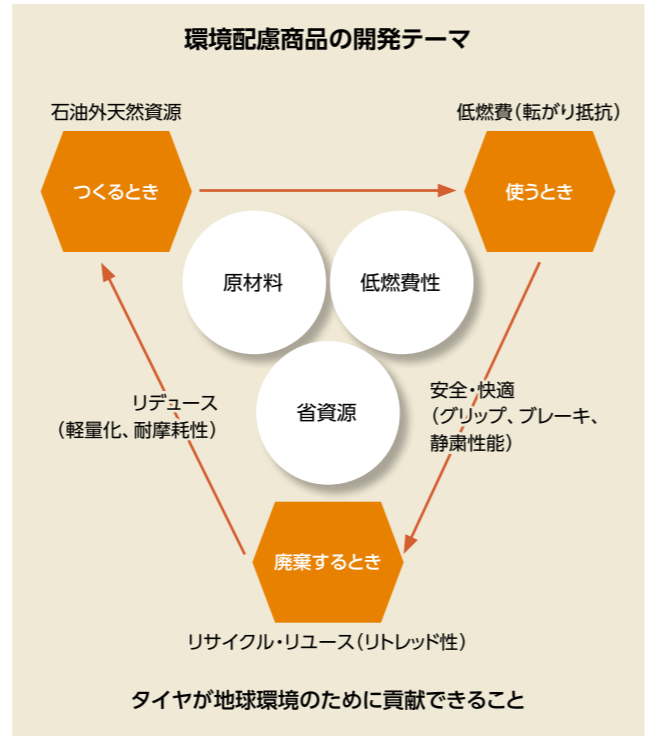 環境配慮商品の開発テーマ
石油外天然資源
低燃費(転がり抵抗)
つくるとき
使うとき
原材料
低燃費性
省資源
リデュース
(軽量化、耐摩耗性)
安全・快適
(グリップ、ブレーキ、
静粛性能)
廃棄するとき
リサイクル・リユース(リトレッド性)
タイヤが地球環境のために貢献できること